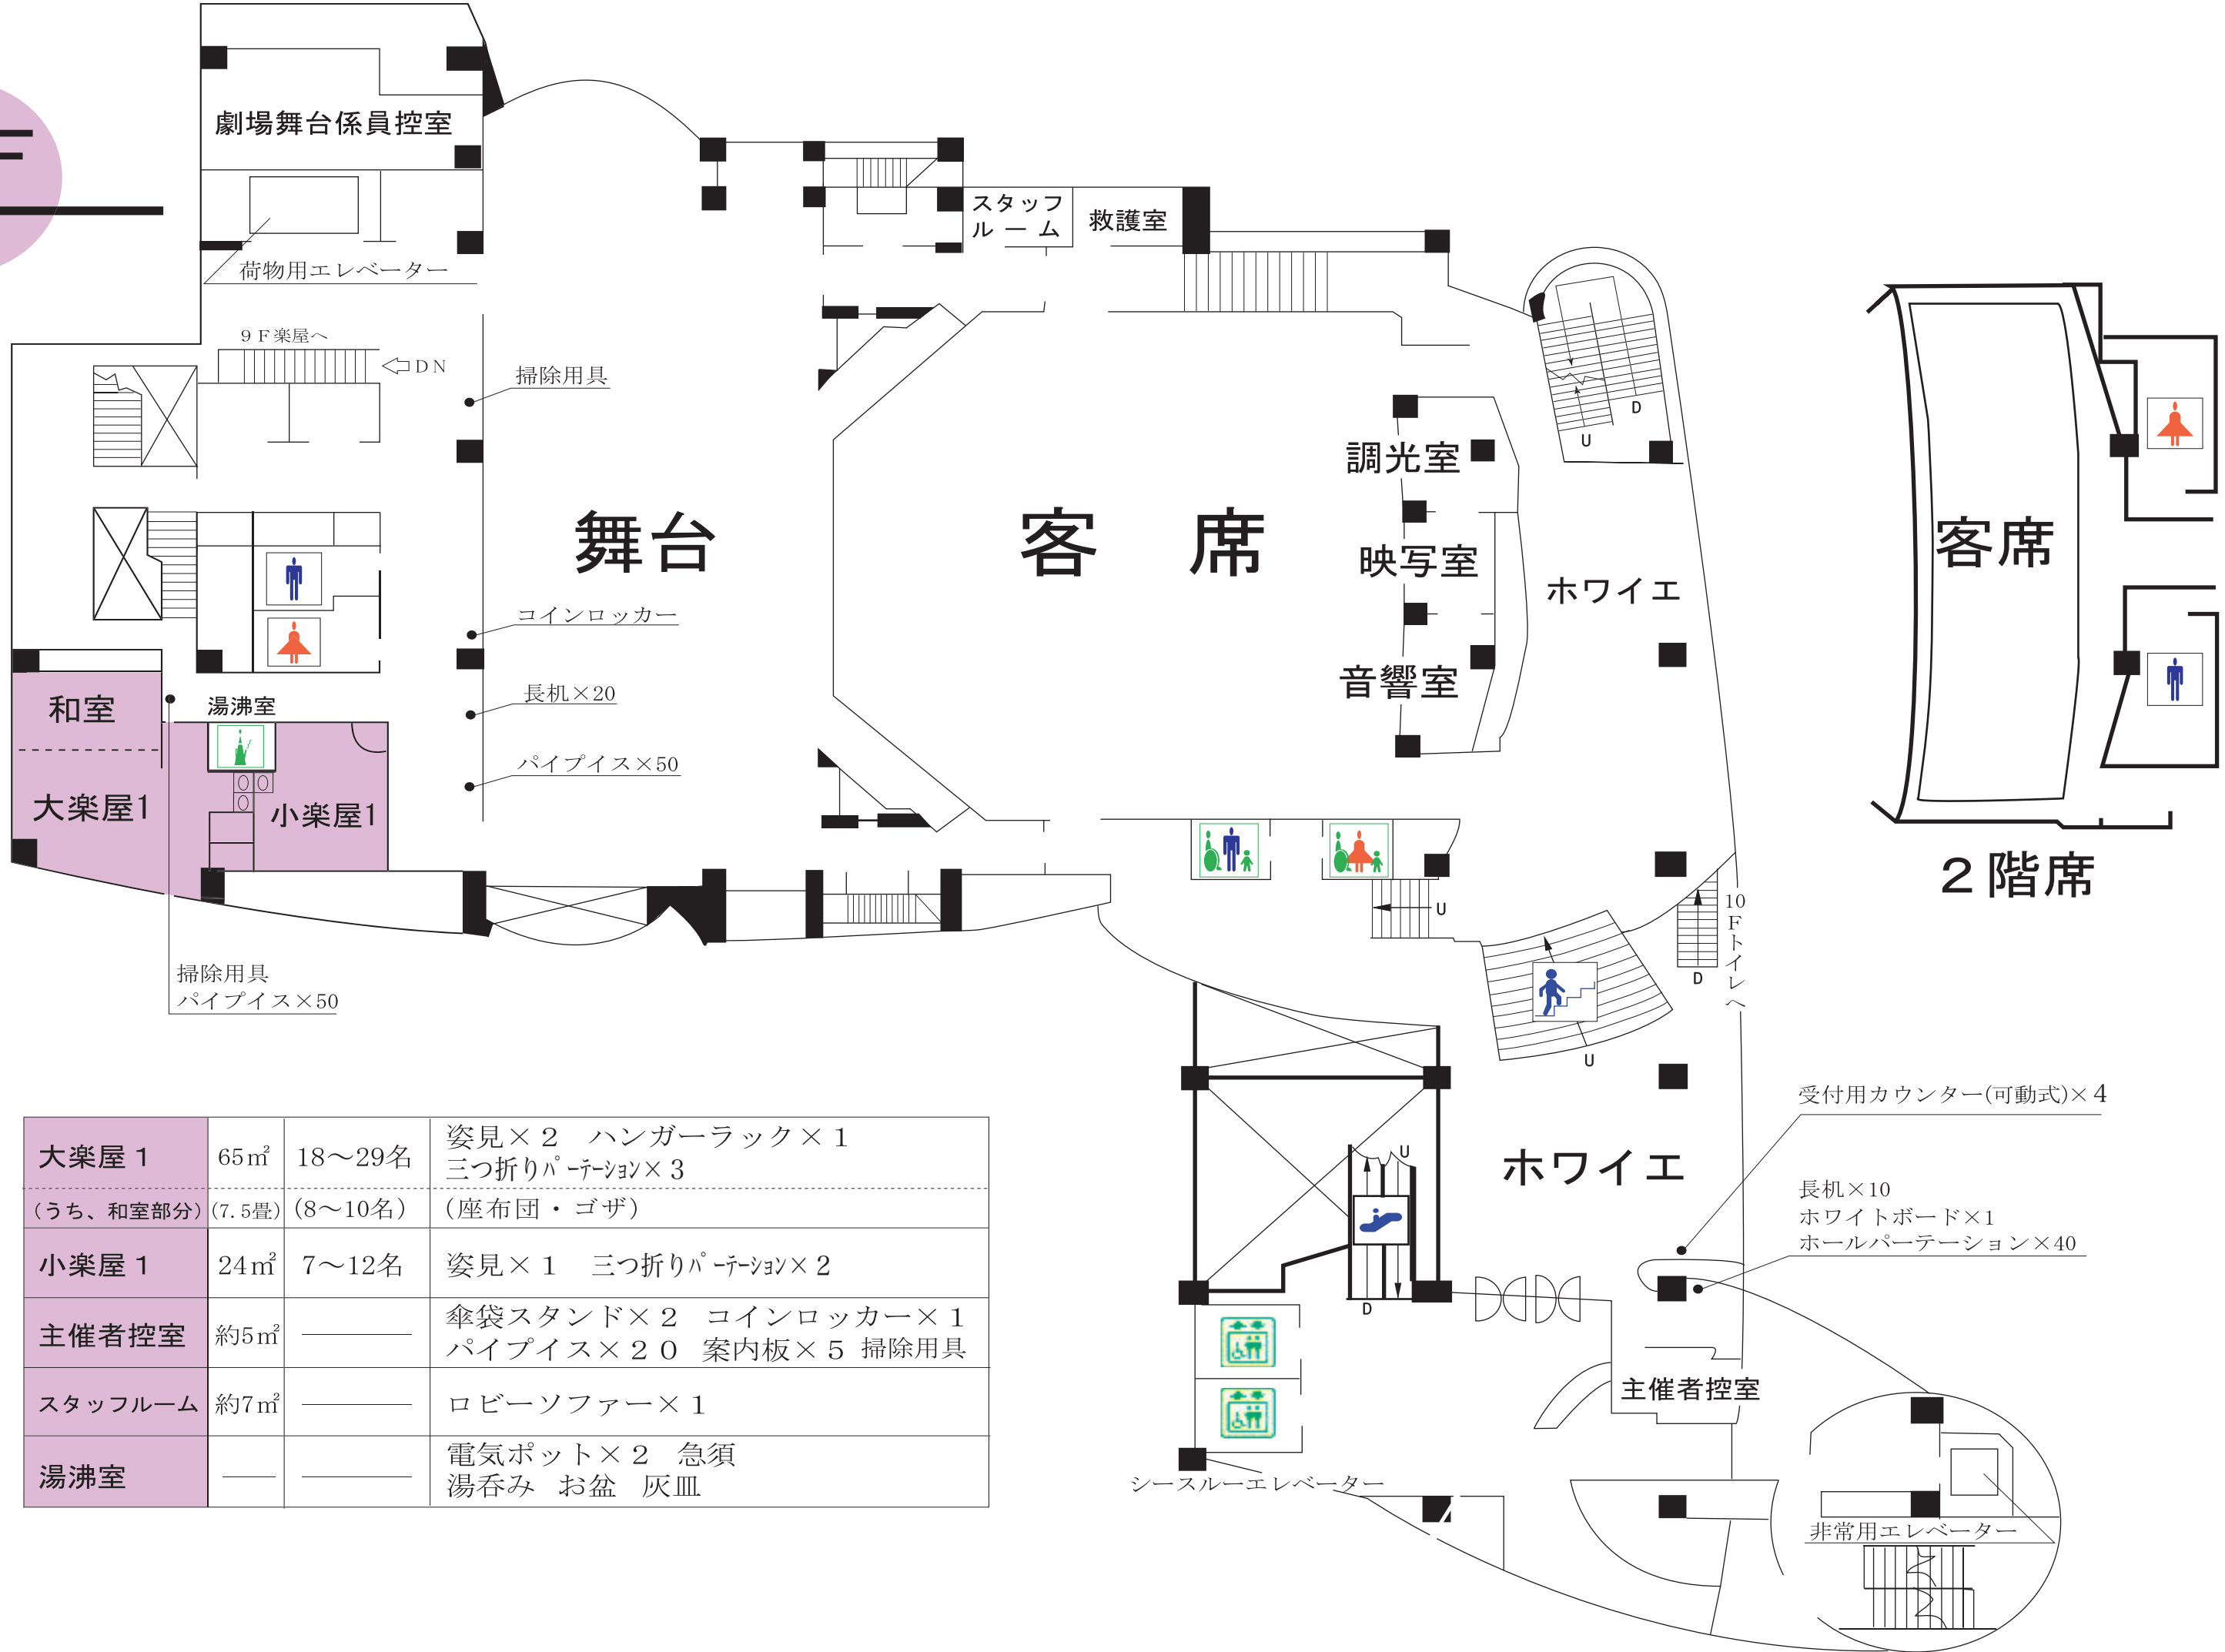 劇場舞台係員控室
スタッフ
ルーム
救護室
荷物用エレベーター
9F楽屋へ
DN
掃除用具
舞台
客席
調光室
映写室
音響室
ホワイエ
U
D
コインロッカー
長机×20
パイプイス×50
和室
湯沸室
大楽屋1
小楽屋1
掃除用具
パイプイス×50
U
10Fトイレへ
D
U
客席
2階席
受付用カウンター(可動式)×4
ホワイエ
長机×10
ホワイトボード×1
ホールパーテーション×40
U
D
主催者控室
シースルーエレベーター
非常用エレベーター
大楽屋1 65㎡ 18〜29名 姿見×2 ハンガーラック×1
三つ折りパーテーション×3
(うち、和室部分) (7.5畳) (8〜10名) (座布団・ゴザ)
小楽屋1 24㎡ 7〜12名 姿見×1 三つ折りパーテーション×2
主催者控室 約5㎡ 傘袋スタンド×2 コインロッカー×1
パイプイス×20 案内板×5 掃除用具
スタッフルーム 約7㎡ ロビーソファー×1
湯沸室 電気ポット×2 急須
湯呑み お盆 灰皿